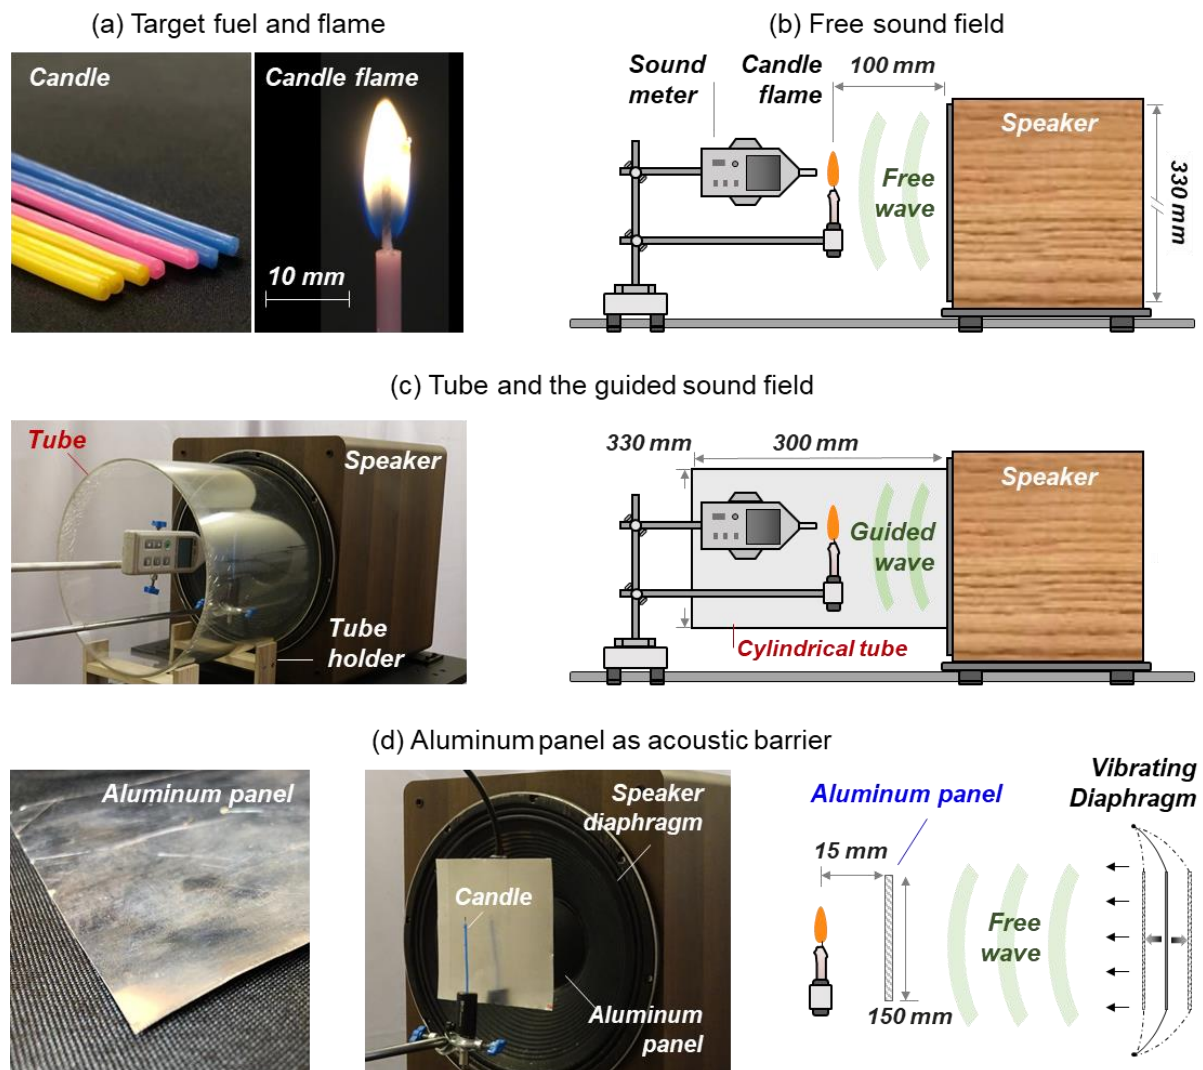 (a) Target fuel and flame
Candle
Candle flame
10 mm
(b) Free sound field
Sound
meter
Candle
flame
100 mm
Speaker
Free
wave
330 mm
(c) Tube and the guided sound field
Tube
Speaker
Tube
holder
330 mm
300 mm
Speaker
Guided
wave
Cylindrical tube
(d) Aluminum panel as acoustic barrier
Aluminum panel
Speaker
diaphragm
Candle
Aluminum
panel
Aluminum panel
Vibrating
Diaphragm
15 mm
Free
wave
150 mm